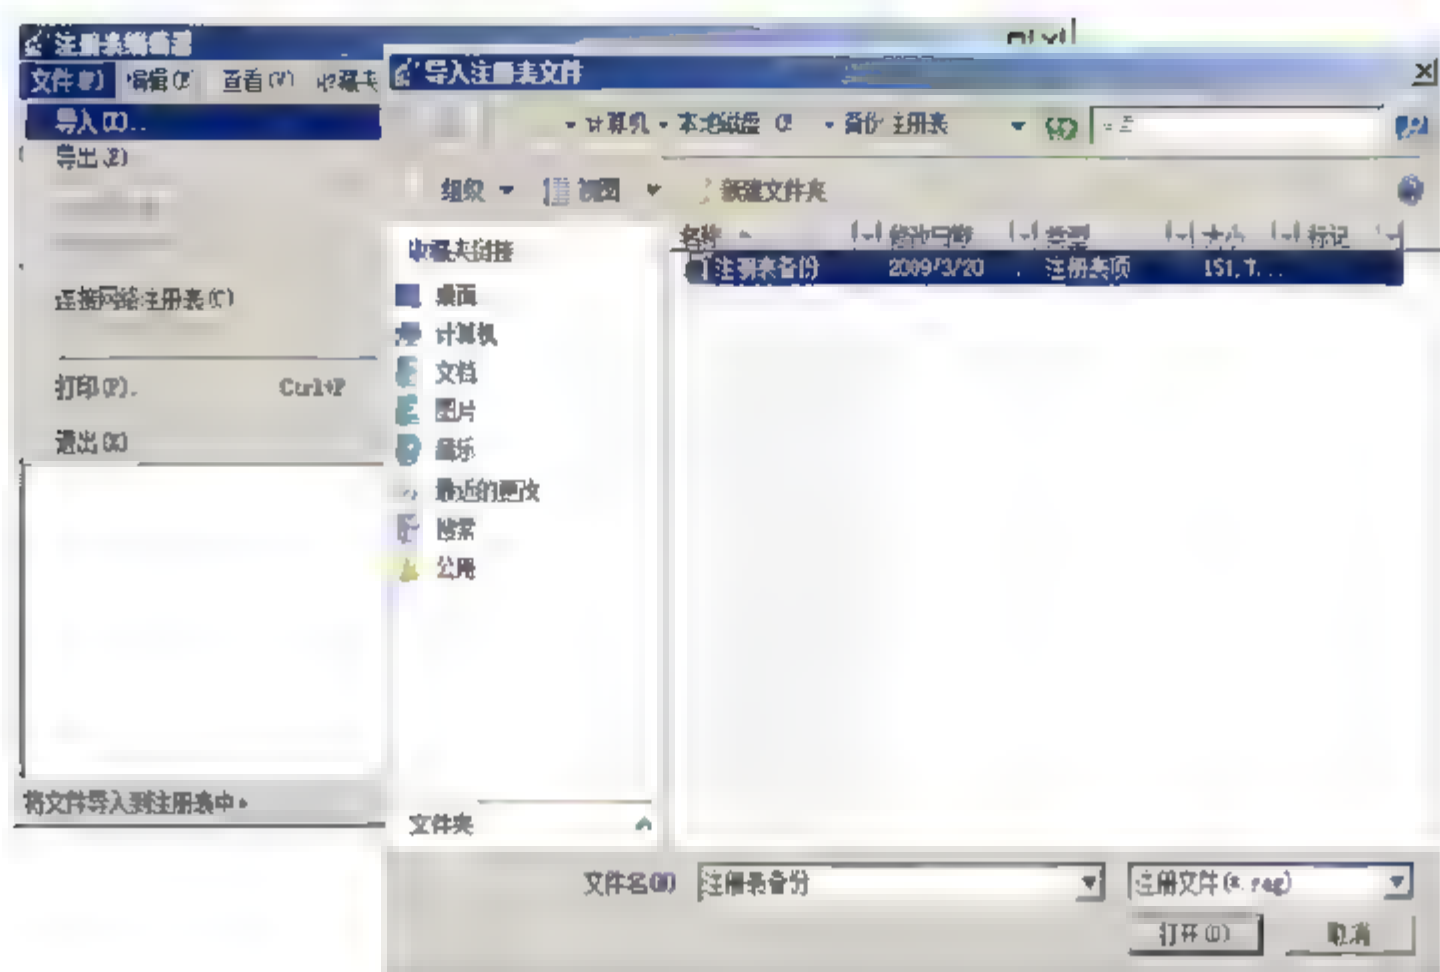 注册表编辑器
文件(F) 编辑(E) 查看(V) 收藏夹
导入(I)...
导出(E)
连接网络注册表(C)
打印(P). Ctrl+P
退出(X)
将文件导入到注册表中。
导入注册表文件
计算机 本地磁盘 备份 注册表
组织 视图 新建文件夹
名称 修改日期 类型 大小 标记
注册表备份 2009/3/20 注册表项 151,7...
收藏夹链接
桌面
计算机
文档
图片
音乐
最近的更改
搜索
公用
文件夹
文件名(N) 注册表备份 注册文件(*.reg)
打开(O) 取消